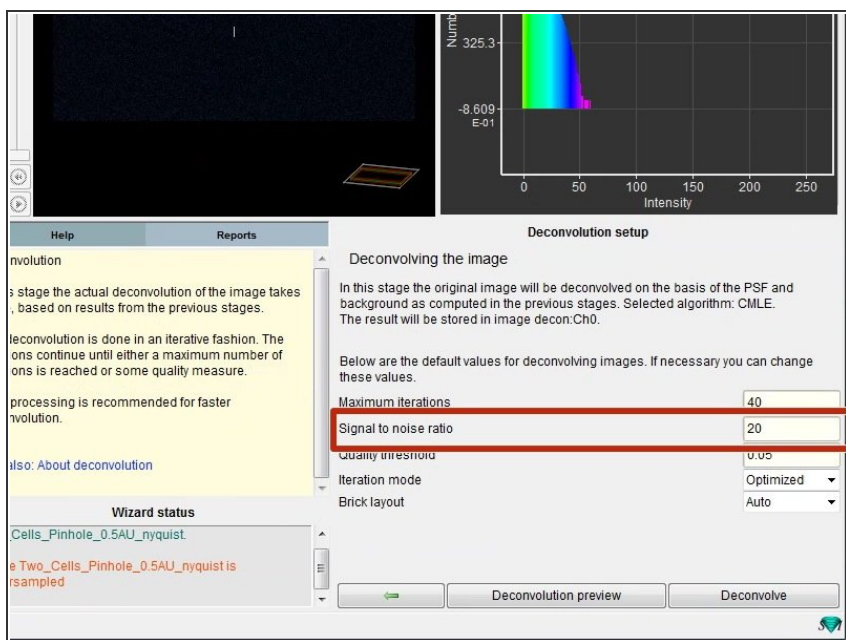 Numb
325.3
-8.609
E-01
0 50 100 150 200 250
Intensity
Help Reports
nvolution
s stage the actual deconvolution of the image takes
, based on results from the previous stages.
deconvolution is done in an iterative fashion. The
ons continue until either a maximum number of
ons is reached or some quality measure.
processing is recommended for faster
nvolution.
also: About deconvolution
Wizard status
_Cells_Pinhole_0.5AU_nyquist.
e Two_Cells_Pinhole_0.5AU_nyquist is
rsampled
Deconvolution setup
Deconvolving the image
In this stage the original image will be deconvolved on the basis of the PSF and
background as computed in the previous stages. Selected algorithm: CMLE.
The result will be stored in image decon:Ch0.
Below are the default values for deconvolving images. If necessary you can change
these values.
Maximum iterations 40
Signal to noise ratio 20
Quality threshold 0.05
Iteration mode Optimized
Brick layout Auto
Deconvolution preview Deconvolve